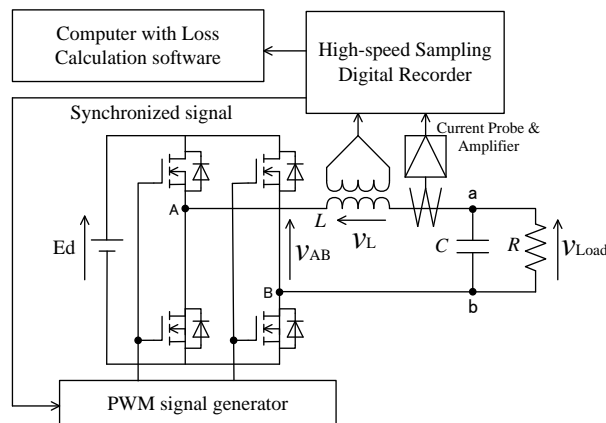 Computer with Loss
Calculation software
High-speed Sampling
Digital Recorder
Synchronized signal
Current Probe &
Amplifier
A
L
vL
a
Ed
vAB
C
R
vLoad
B
b
PWM signal generator